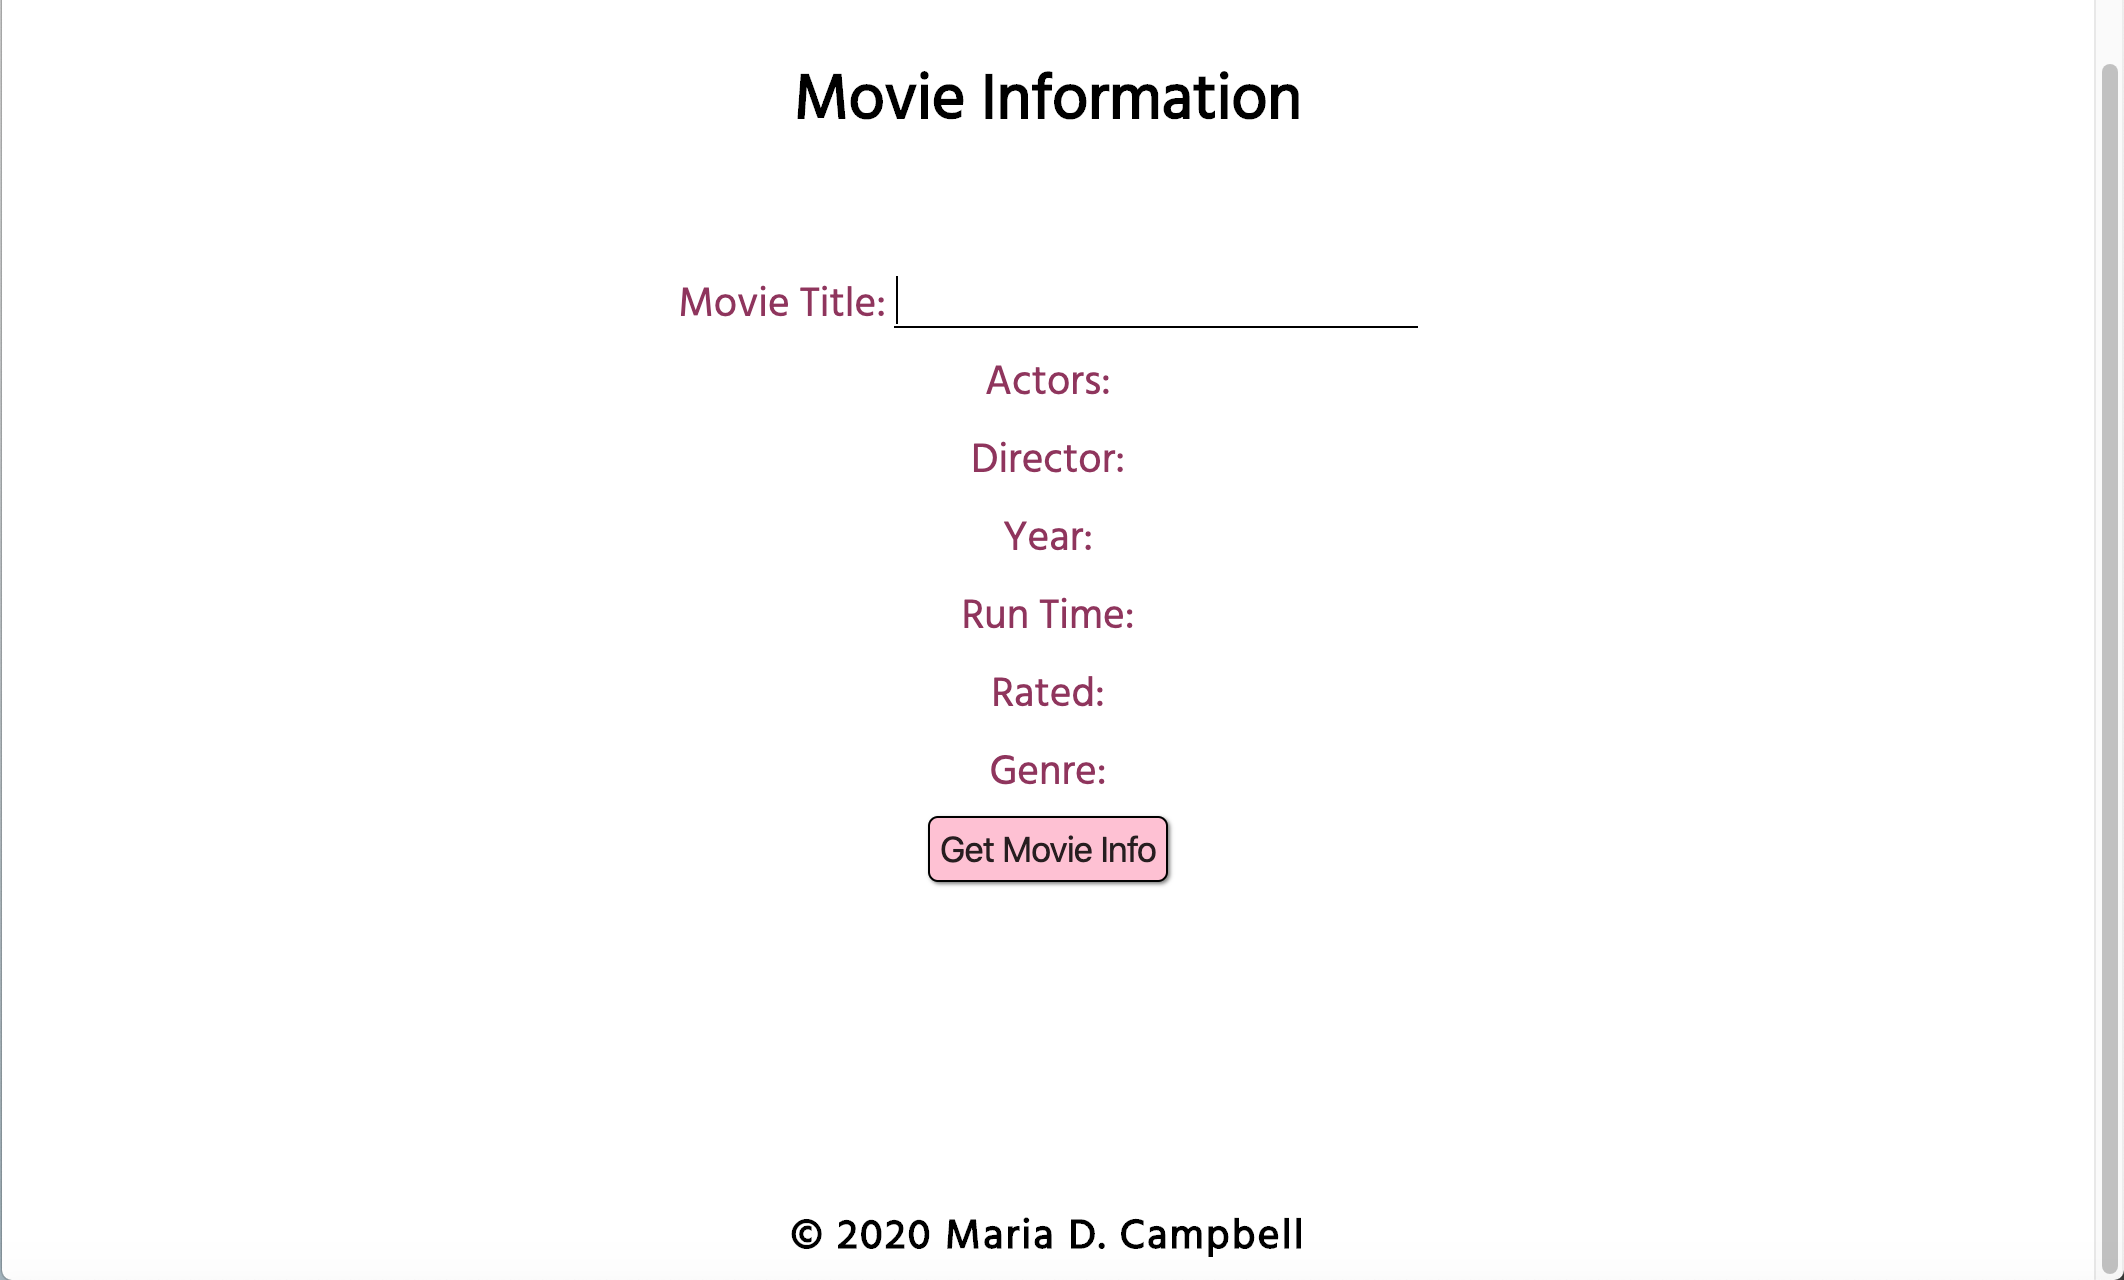 Movie Information
Movie Title:
Actors:
Director:
Year:
Run Time:
Rated:
Genre:
Get Movie Info
© 2020 Maria D. Campbell